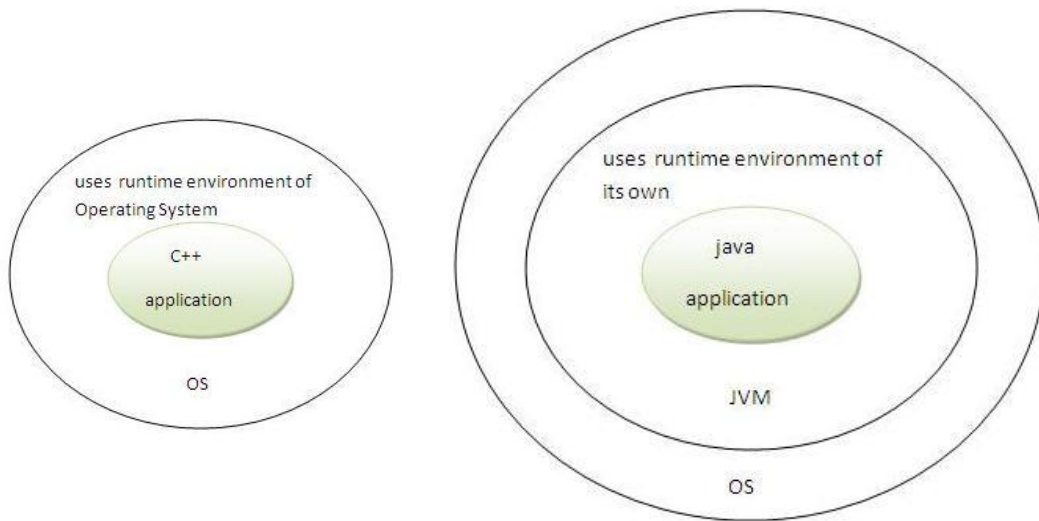 uses runtime environment of
Operating System
C++
application
OS
uses runtime environment of
its own
java
application
JVM
OS